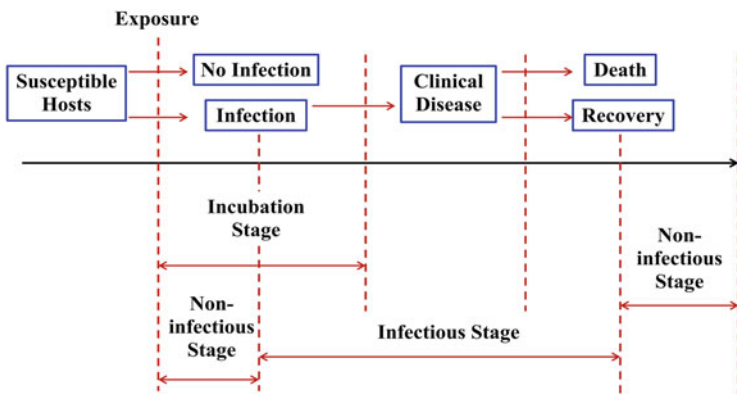 Exposure
Susceptible
Hosts
No Infection
Infection
Clinical
Disease
Death
Recovery
Incubation
Stage
Non-
infectious
Stage
Non-
infectious
Stage
Infectious Stage